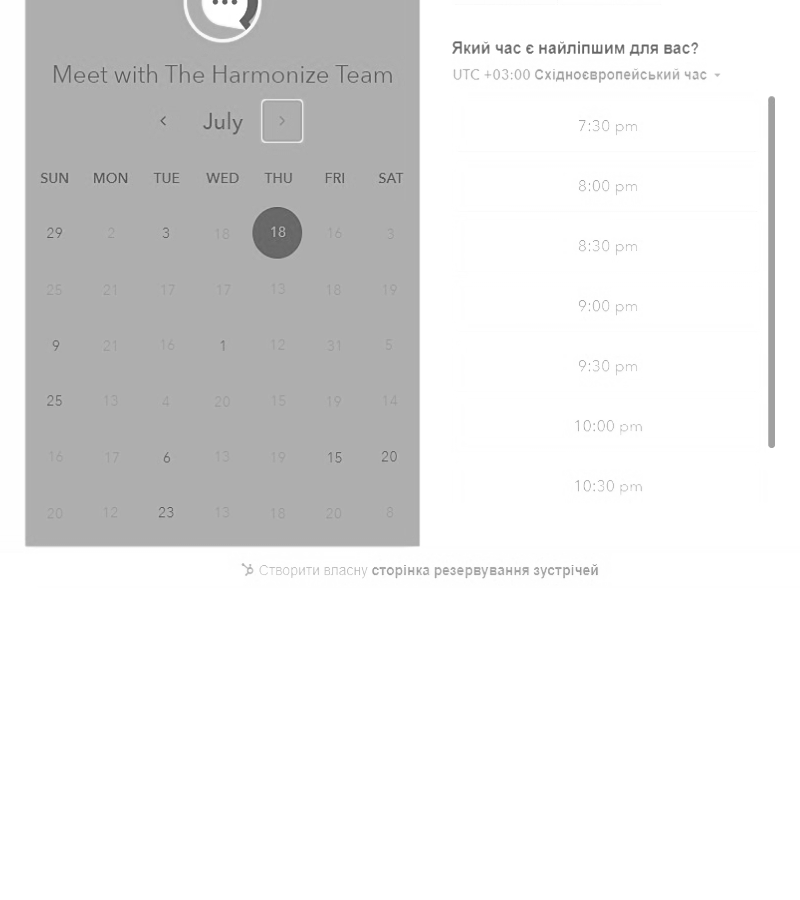 Meet with The Harmonize Team
July
SUN MON TUE WED THU FRI SAT
29 2 3 18 18 16 3
25 21 17 17 13 18 19
9 21 16 1 12 31 5
25 13 4 20 15 19 14
16 17 6 13 19 15 20
20 12 23 13 18 20 8
Який час є найліпшим для вас?
UTC +03:00 Східноєвропейський час
7:30 pm
8:00 pm
8:30 pm
9:00 pm
9:30 pm
10:00 pm
10:30 pm
Створити власну сторінка резервування зустрічей